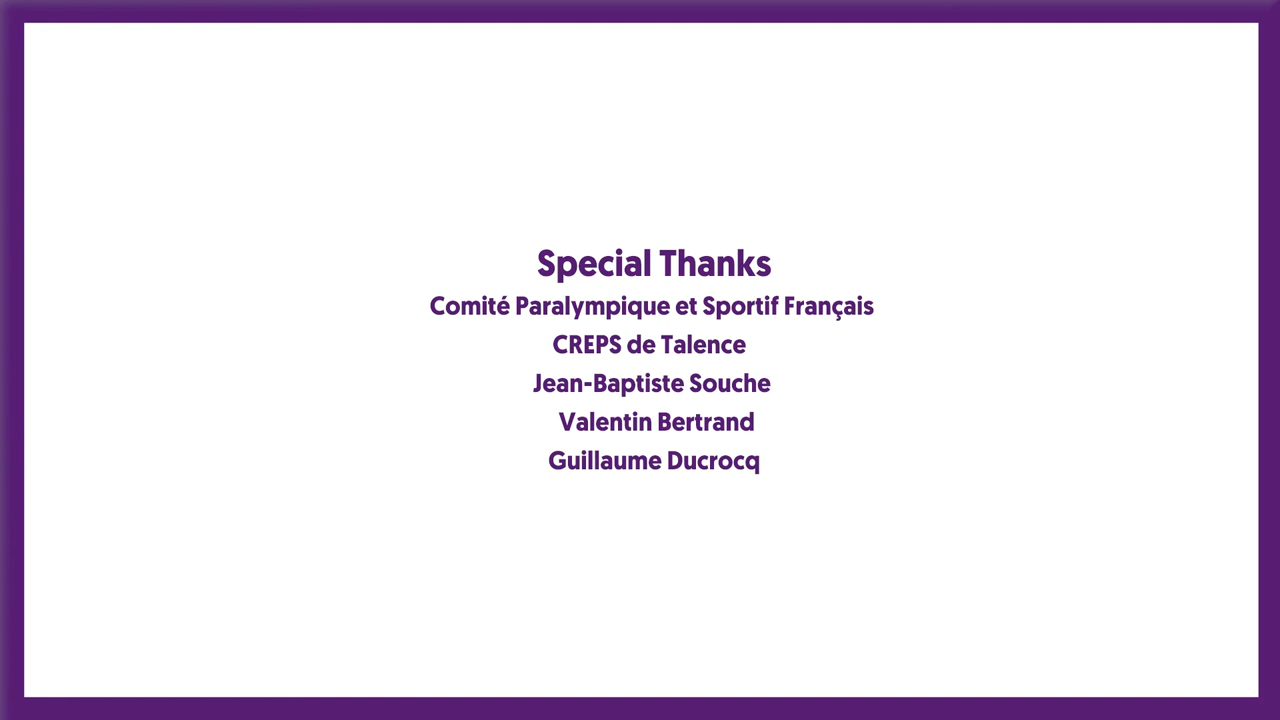 Special Thanks
Comité Paralympique et Sportif Français
CREPS de Talence
Jean-Baptiste Souche
Valentin Bertrand
Guillaume Ducrocq